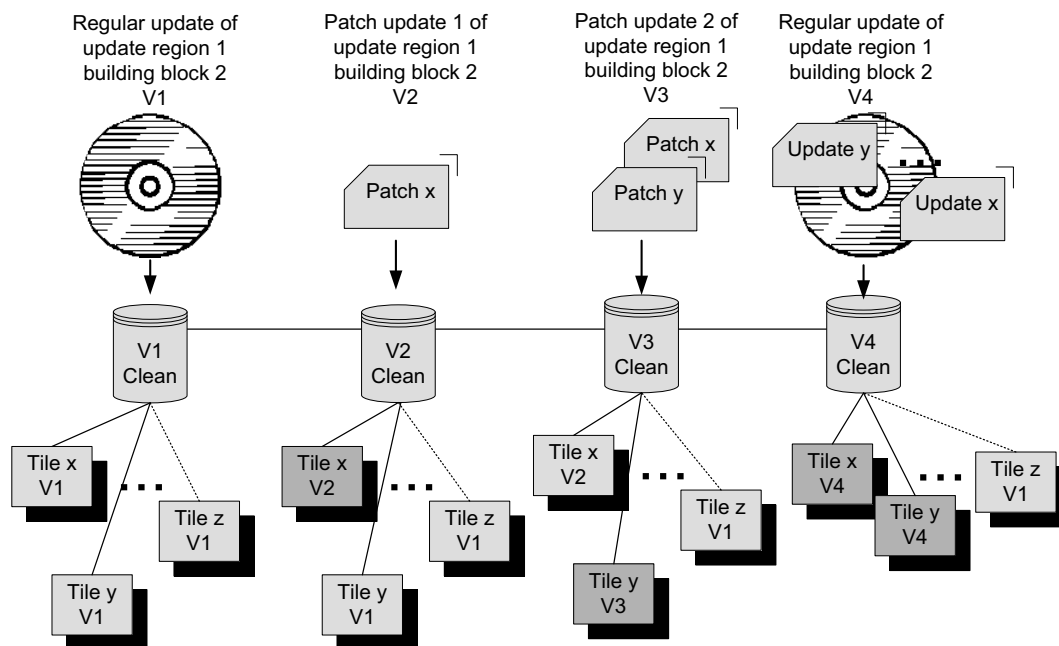 Regular update of
update region 1
building block 2
V1
Patch update 1 of
update region 1
building block 2
V2
Patch update 2 of
update region 1
building block 2
V3
Regular update of
update region 1
building block 2
V4
Patch x
Patch x
Patch y
Update y
Update x
V1
Clean
V2
Clean
V3
Clean
V4
Clean
Tile x
V1
Tile z
V1
Tile y
V1
Tile x
V2
Tile z
V1
Tile y
V1
Tile x
V2
Tile z
V1
Tile y
V3
Tile x
V4
Tile y
V4
Tile z
V1